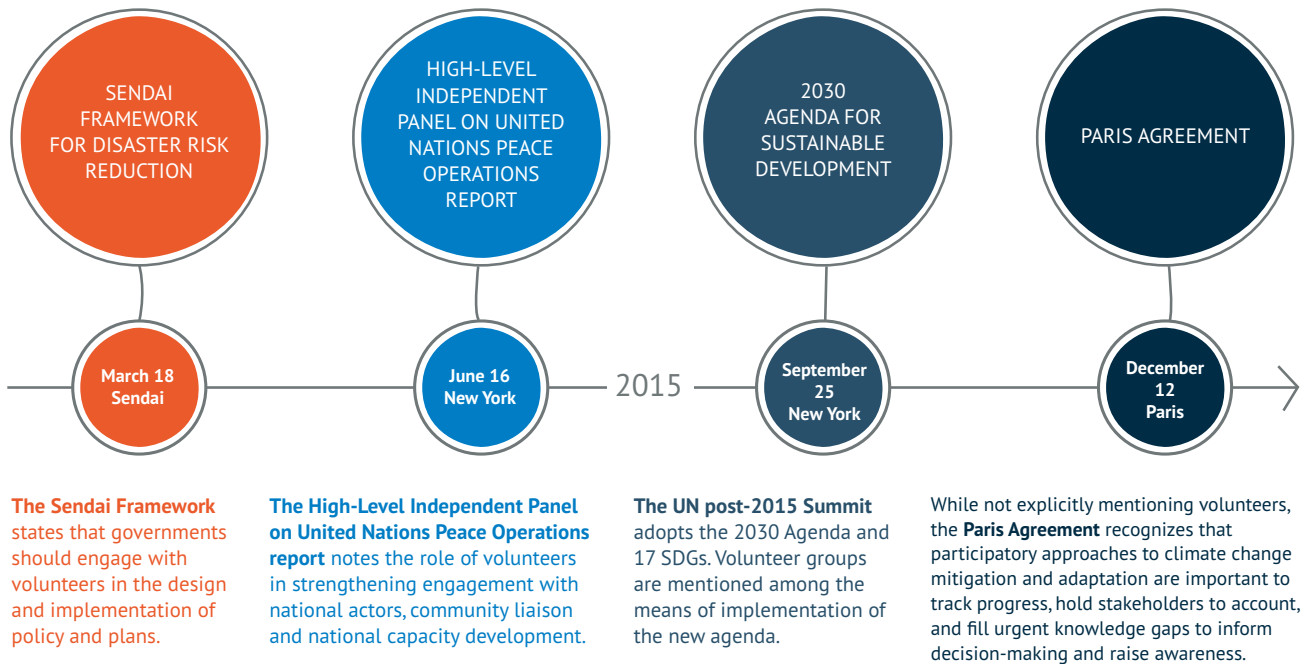 SENDAI
FRAMEWORK
FOR DISASTER RISK
REDUCTION
HIGH-LEVEL
INDEPENDENT
PANEL ON UNITED
NATIONS PEACE
OPERATIONS
REPORT
2030
AGENDA FOR
SUSTAINABLE
DEVELOPMENT
PARIS AGREEMENT
March 18
Sendai
June 16
New York
2015
September
25
New York
December
12
Paris
The Sendai Framework
states that governments
should engage with
volunteers in the design
and implementation of
policy and plans.
The High-Level Independent Panel
on United Nations Peace Operations
report notes the role of volunteers
in strengthening engagement with
national actors, community liaison
and national capacity development.
The UN post-2015 Summit
adopts the 2030 Agenda and
17 SDGs. Volunteer groups
are mentioned among the
means of implementation of
the new agenda.
While not explicitly mentioning volunteers,
the Paris Agreement recognizes that
participatory approaches to climate change
mitigation and adaptation are important to
track progress, hold stakeholders to account,
and fill urgent knowledge gaps to inform
decision-making and raise awareness.